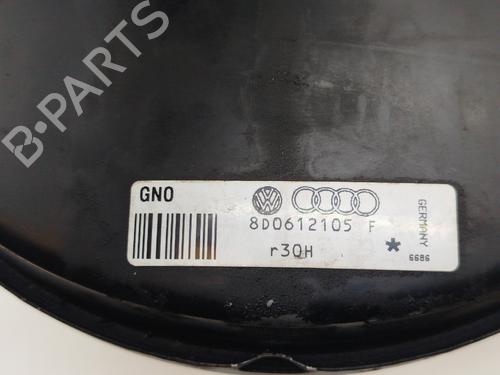 B-PARTS
GNO
8D0612105 F
r30H
*
GERMANY
6686